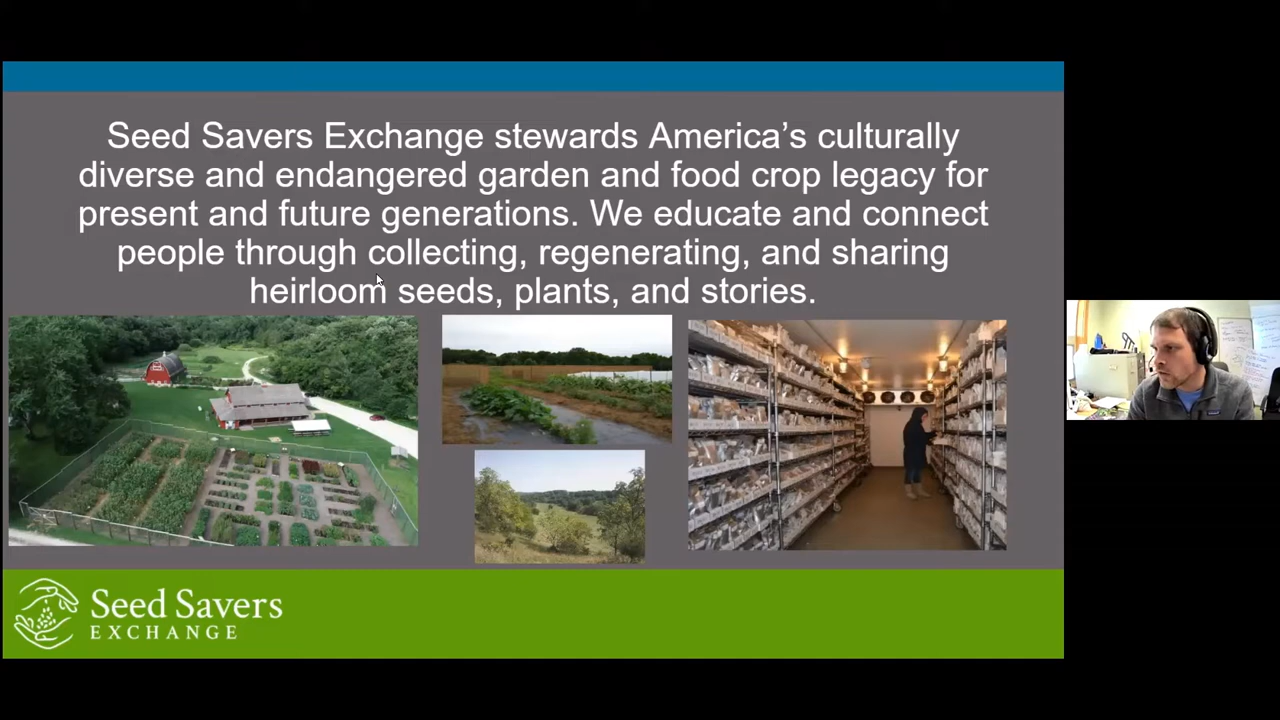 Seed Savers Exchange stewards America's culturally
diverse and endangered garden and food crop legacy for
present and future generations. We educate and connect
people through collecting, regenerating, and sharing
heirloom seeds, plants, and stories.
Seed Savers
EXCHANGE